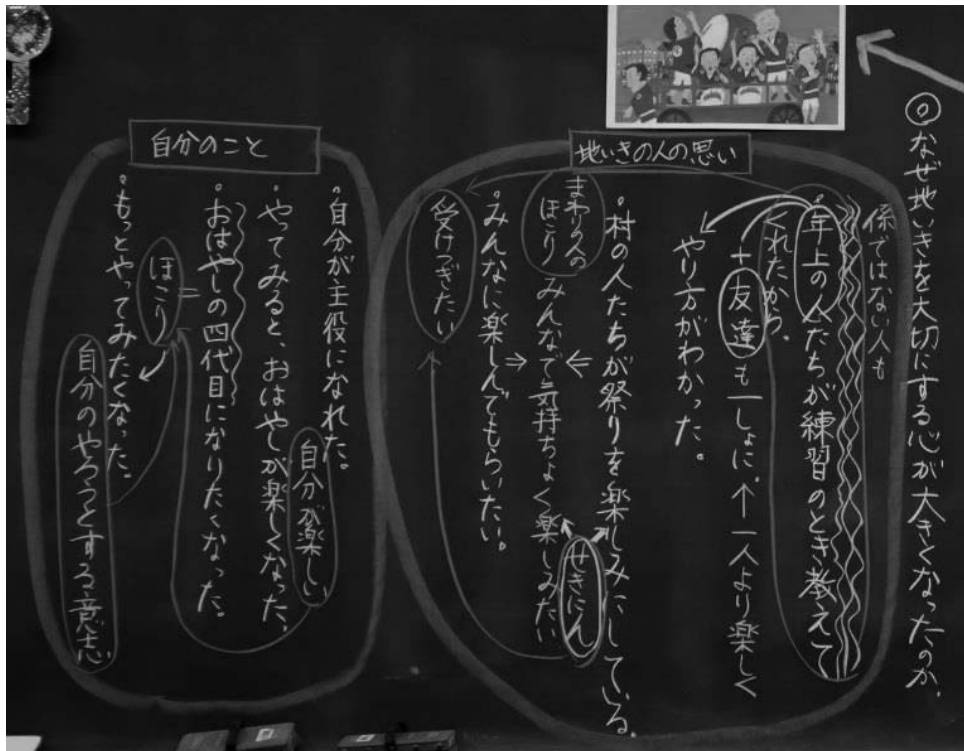 ◎なぜ地いきを大切にする心が大きくなったのか、
地いきの人の思い
係ではない人も
・年上の人たちが練習のとき教えて
くれたから。
+友達も一しょに。↑一人より楽しく
やり方がわかった。
・村の人たちが祭りを楽しみにしている。
せきにん
まわりの人の
ほこり
みんなで気持ちよく楽しみたい
・みんなに楽しんでもらいたい。
受けつぎたい
自分のこと
・自分が主役になれた。
自分が楽しい
・やってみると、おはやしが楽しくなった、
・おはやしの四代目になりたくなった。
=
ほこり
・もっとやってみたくなった。
自分のやろうとする意志